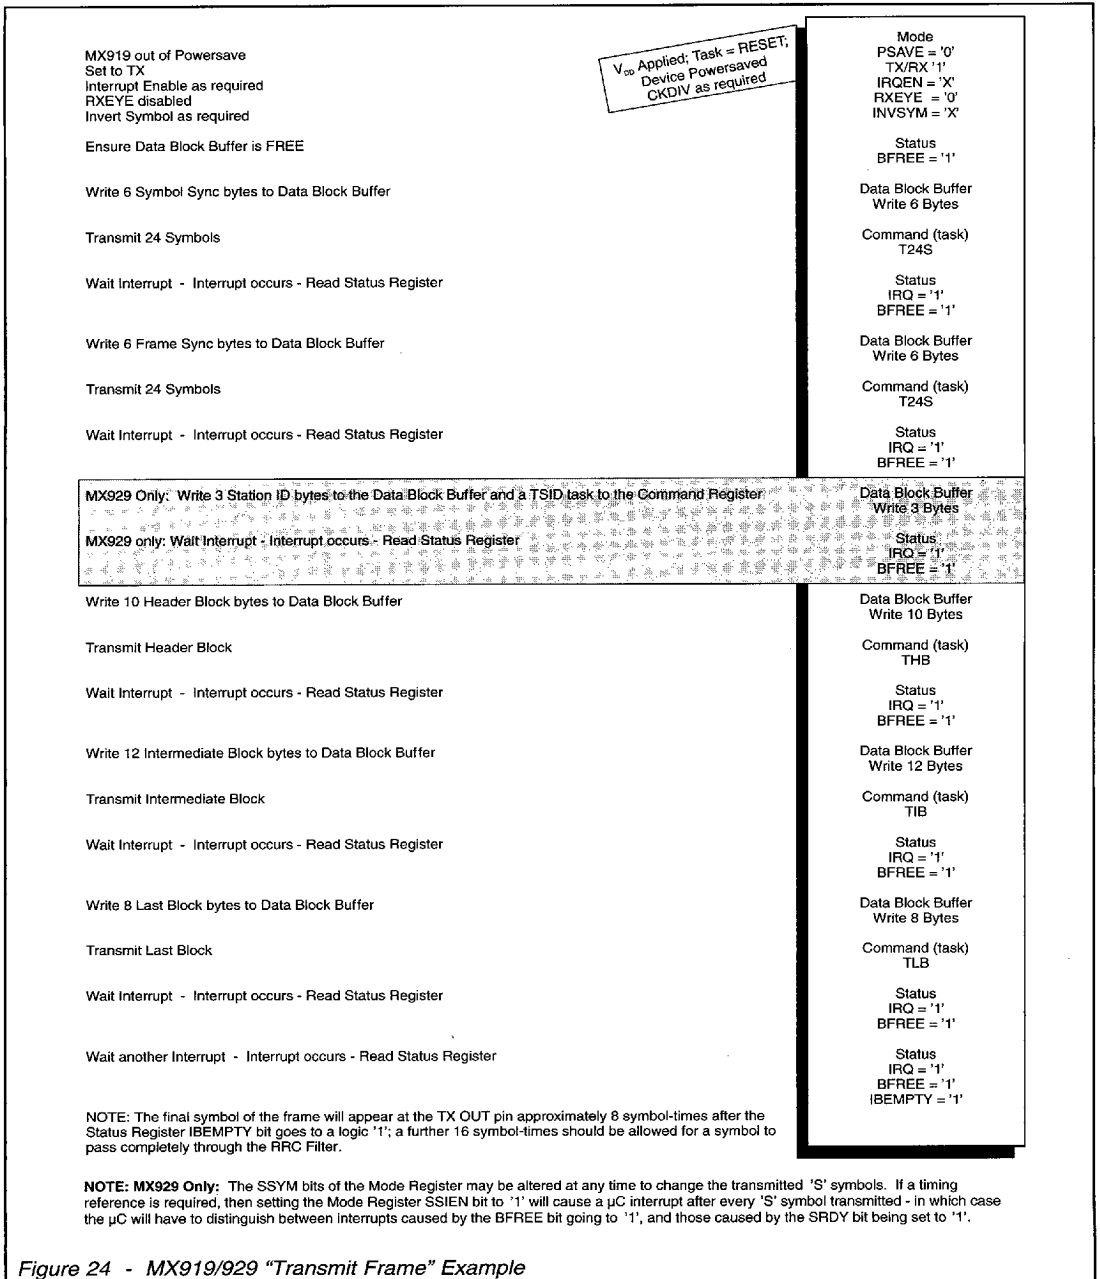 MX919 out of Powersave
Set to TX
Interrupt Enable as required
RXEYE disabled
Invert Symbol as required
VDD Applied; Task = RESET;
Device Powersaved
CKDIV as required
Mode
PSAVE = '0'
TX/RX '1'
IRQEN = 'X'
RXEYE = '0'
INVSYM = 'X'
Ensure Data Block Buffer is FREE
Status
BFREE = '1'
Write 6 Symbol Sync bytes to Data Block Buffer
Data Block Buffer
Write 6 Bytes
Transmit 24 Symbols
Command (task)
T24S
Wait Interrupt - Interrupt occurs - Read Status Register
Status
IRQ = '1'
BFREE = '1'
Write 6 Frame Sync bytes to Data Block Buffer
Data Block Buffer
Write 6 Bytes
Transmit 24 Symbols
Command (task)
T24S
Wait Interrupt - Interrupt occurs - Read Status Register
Status
IRQ = '1'
BFREE = '1'
MX929 Only: Write 3 Station ID bytes to the Data Block Buffer and a TSID task to the Command Register
Data Block Buffer
Write 3 Bytes
MX929 only: Wait Interrupt - Interrupt occurs - Read Status Register
Status
IRQ = '1'
BFREE = '1'
Write 10 Header Block bytes to Data Block Buffer
Data Block Buffer
Write 10 Bytes
Transmit Header Block
Command (task)
THB
Wait Interrupt - Interrupt occurs - Read Status Register
Status
IRQ = '1'
BFREE = '1'
Write 12 Intermediate Block bytes to Data Block Buffer
Data Block Buffer
Write 12 Bytes
Transmit Intermediate Block
Command (task)
TIB
Wait Interrupt - Interrupt occurs - Read Status Register
Status
IRQ = '1'
BFREE = '1'
Write 8 Last Block bytes to Data Block Buffer
Data Block Buffer
Write 8 Bytes
Transmit Last Block
Command (task)
TLB
Wait Interrupt - Interrupt occurs - Read Status Register
Status
IRQ = '1'
BFREE = '1'
Wait another Interrupt - Interrupt occurs - Read Status Register
Status
IRQ = '1'
BFREE = '1'
IBEMPTY = '1'
NOTE: The final symbol of the frame will appear at the TX OUT pin approximately 8 symbol-times after the
Status Register IBEMPTY bit goes to a logic '1'; a further 16 symbol-times should be allowed for a symbol to
pass completely through the RRC Filter.
NOTE: MX929 Only: The SSYM bits of the Mode Register may be altered at any time to change the transmitted 'S' symbols. If a timing
reference is required, then setting the Mode Register SSIEN bit to '1' will cause a µC interrupt after every 'S' symbol transmitted - in which case
the µC will have to distinguish between interrupts caused by the BFREE bit going to '1', and those caused by the SRDY bit being set to '1'.
Figure 24 - MX919/929 "Transmit Frame" Example